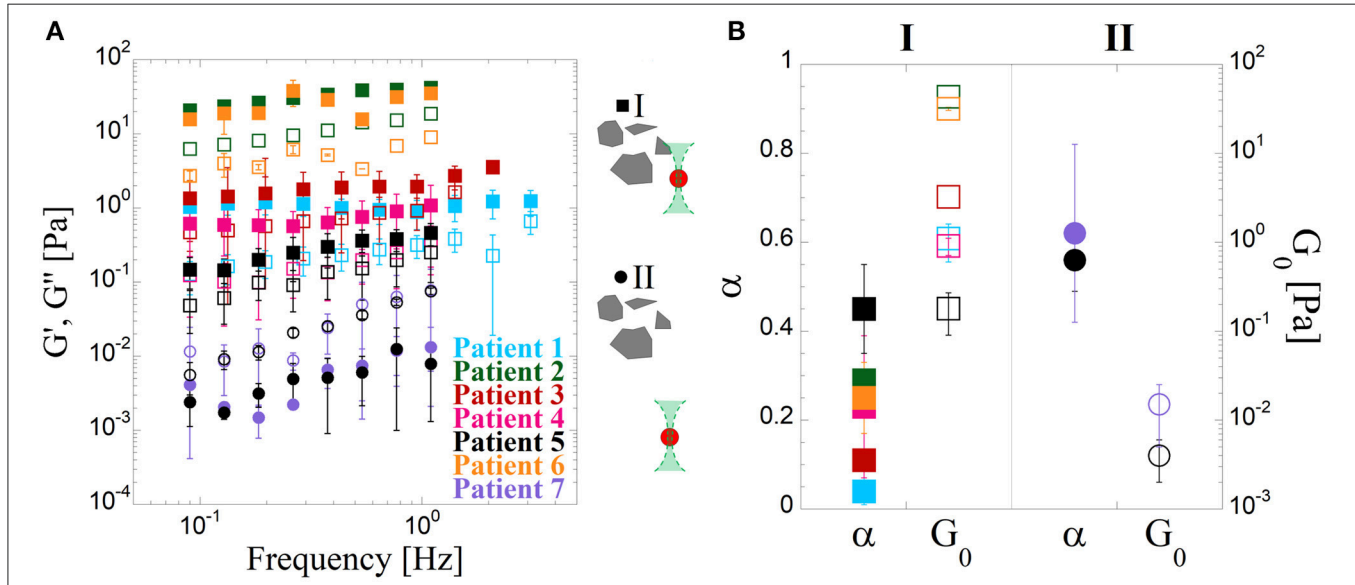 A
G', G" [Pa]
10²
10¹
10⁰
10⁻¹
10⁻²
10⁻³
10⁻⁴
10⁻¹ 10⁰
Frequency [Hz]
Patient 1
Patient 2
Patient 3
Patient 4
Patient 5
Patient 6
Patient 7
I
II
B
I II
α
1
0.8
0.6
0.4
0.2
0
α G₀ α G₀
10²
10¹
10⁰
10⁻¹
10⁻²
10⁻³
G₀ [Pa]